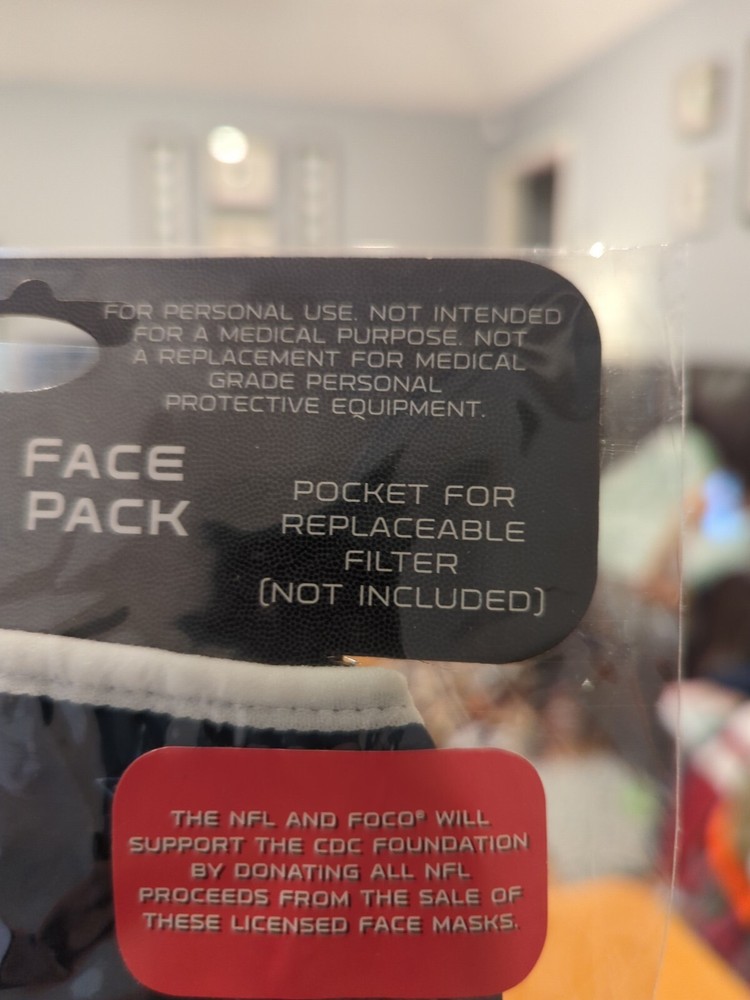 FOR PERSONAL USE. NOT INTENDED
FOR A MEDICAL PURPOSE. NOT
A REPLACEMENT FOR MEDICAL
GRADE PERSONAL
PROTECTIVE EQUIPMENT.
FACE
PACK
POCKET FOR
REPLACEABLE
FILTER
(NOT INCLUDED)
THE NFL AND FOCO® WILL
SUPPORT THE CDC FOUNDATION
BY DONATING ALL NFL
PROCEEDS FROM THE SALE OF
THESE LICENSED FACE MASKS.